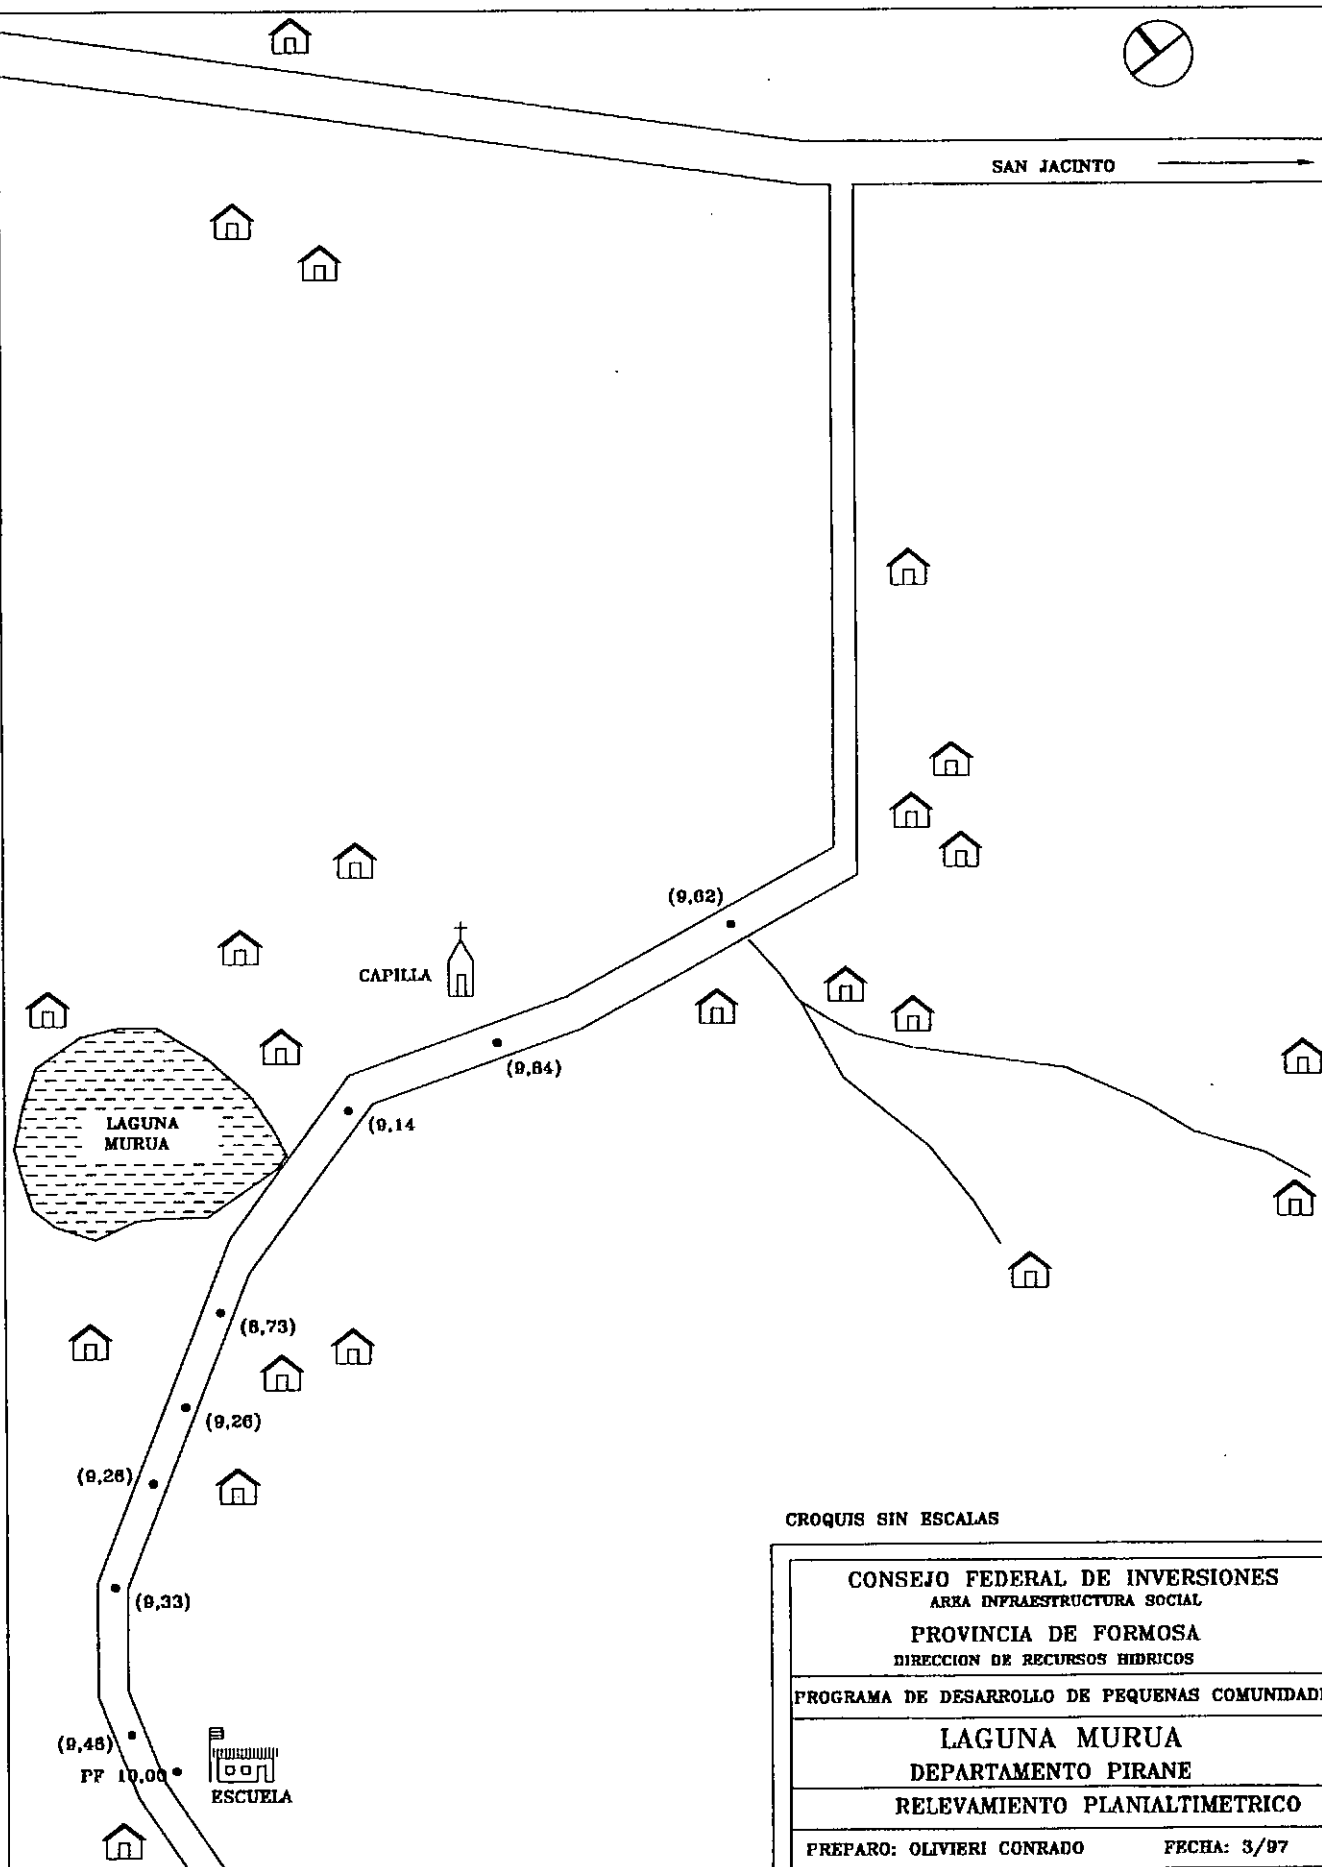 SAN JACINTO
(9,62)
CAPILLA
(9,84)
(9,14
LAGUNA
MURUA
(8,73)
(9,26)
(9,28)
(9,33)
(9,48)
PF 10,00
ESCUELA
CROQUIS SIN ESCALAS
CONSEJO FEDERAL DE INVERSIONES
AREA INFRAESTRUCTURA SOCIAL
PROVINCIA DE FORMOSA
DIRECCION DE RECURSOS HIDRICOS
PROGRAMA DE DESARROLLO DE PEQUENAS COMUNIDADE
LAGUNA MURUA
DEPARTAMENTO PIRANE
RELEVAMIENTO PLANIALTIMETRICO
PREPARO: OLIVIERI CONRADO FECHA: 3/97